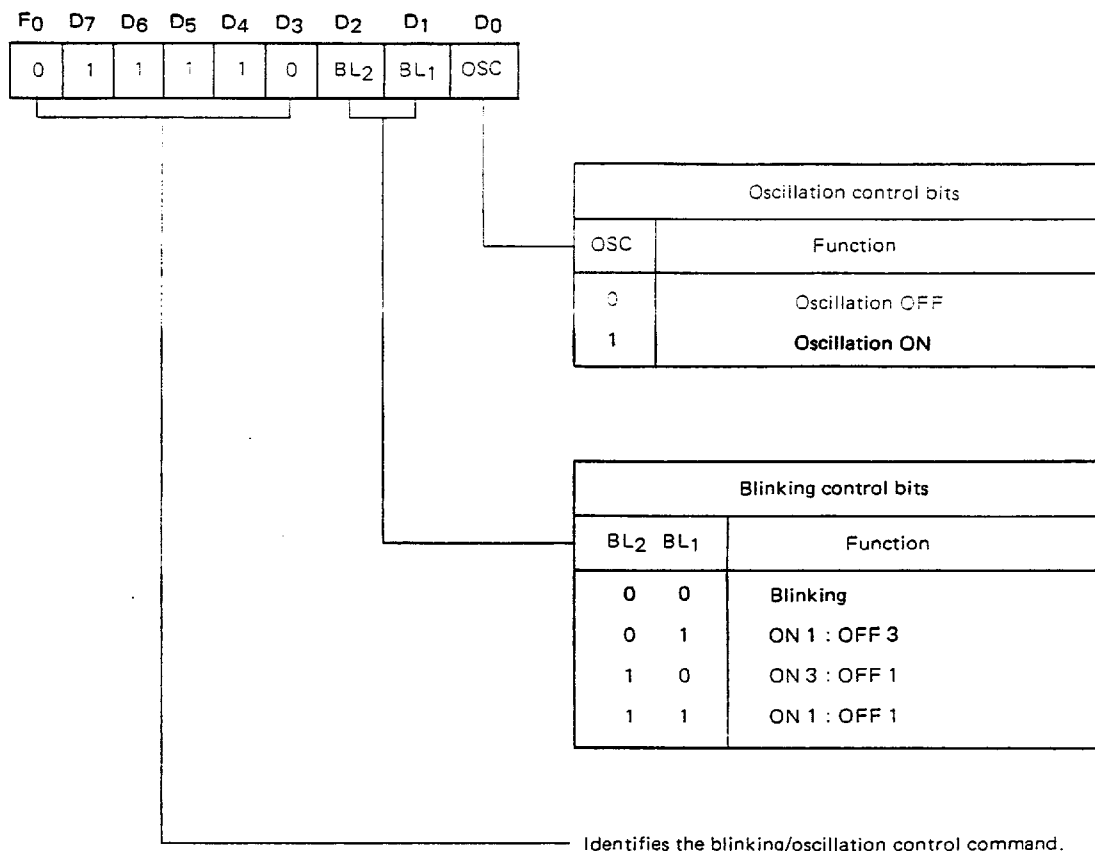 F0 D7 D6 D5 D4 D3 D2 D1 D0
0 1 1 1 1 0 BL2 BL1 OSC
Oscillation control bits
OSC Function
0 Oscillation OFF
1 Oscillation ON
Blinking control bits
BL2 BL1 Function
0 0 Blinking
0 1 ON 1 : OFF 3
1 0 ON 3 : OFF 1
1 1 ON 1 : OFF 1
Identifies the blinking/oscillation control command.